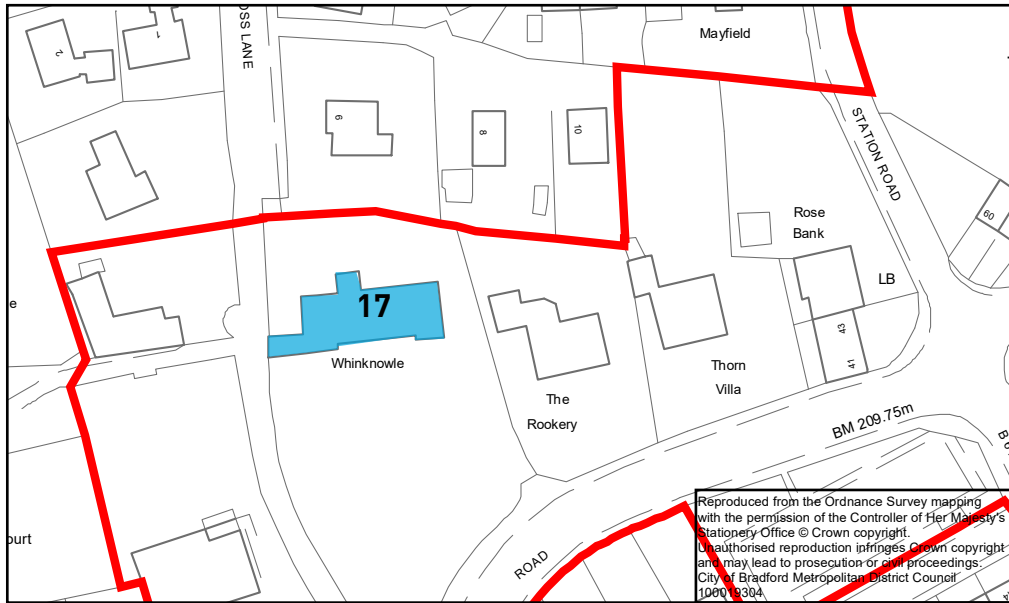 Mayfield
2
1
OSS LANE
6
8
10
STATION ROAD
60
Rose
Bank
LB
e
17
Whinknowle
43
41
Thorn
Villa
The
Rookery
BM 209.75m
ourt
ROAD
Reproduced from the Ordnance Survey mapping
with the permission of the Controller of Her Majesty's
Stationery Office © Crown copyright.
Unauthorised reproduction infringes Crown copyright
and may lead to prosecution or civil proceedings.
City of Bradford Metropolitan District Council
100019304